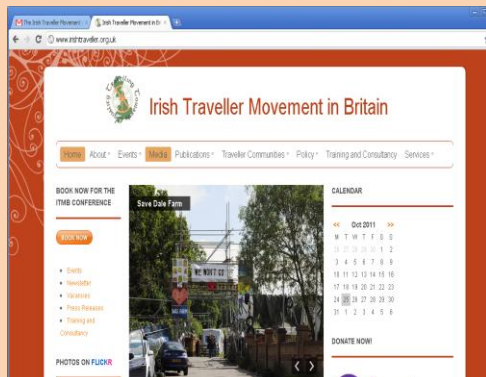 The Irish Traveller Movement
Irish Traveller Movement in Br
www.irishtraveller.org.uk
Irish Traveller Movement in Britain
Home About Events Media Publications Traveller Communities Policy Training and Consultancy Services
BOOK NOW FOR THE
ITMB CONFERENCE
BOOK NOW
Events
Newsletter
Vacancies
Press Releases
Training and
Consultancy
PHOTOS ON FLICKR
Save Dale Farm
WE WON'T GO
CALENDAR
<< Oct 2011 >>
M T W T F S S
26 27 28 29 30 1 2
3 4 5 6 7 8 9
10 11 12 13 14 15 16
17 18 19 20 21 22 23
24 25 26 27 28 29 30
31 1 2 3 4 5 6
DONATE NOW!